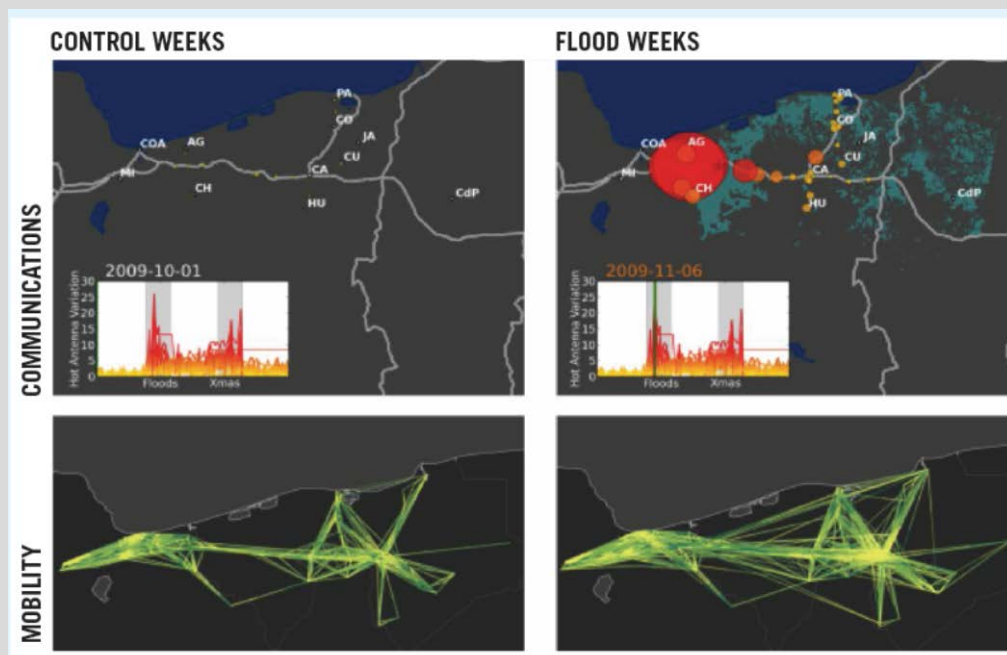 CONTROL WEEKS
FLOOD WEEKS
COMMUNICATIONS
PA
CO
JA
COA
AG
CU
CA
MI
CH
HU
CdP
2009-10-01
Hot Antenna Variation
30
25
20
15
10
5
0
Floods
Xmas
PA
CO
JA
COA
AG
CU
CA
MI
CH
HU
CdP
2009-11-06
Hot Antenna Variation
30
25
20
15
10
5
0
Floods
Xmas
MOBILITY